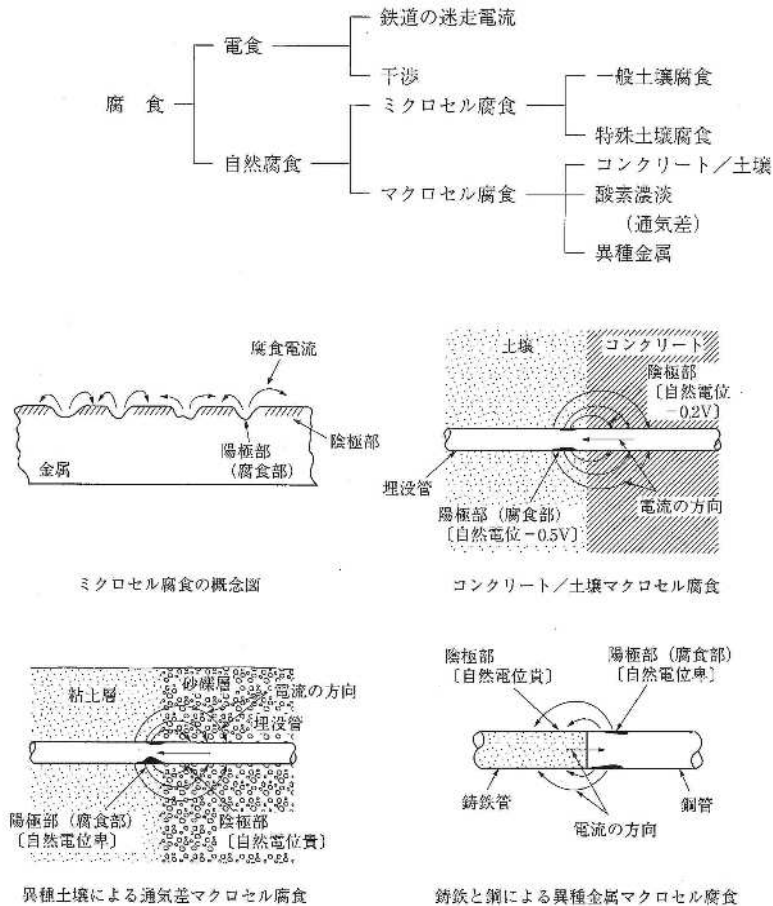 鉄道の迷走電流
電食
干渉
一般土壌腐食
腐 食
ミクロセル腐食
特殊土壌腐食
自然腐食
コンクリート／土壌
マクロセル腐食
酸素濃淡
（通気差）
異種金属
腐食電流
陰極部
陽極部
（腐食部）
金属
ミクロセル腐食の概念図
土壌
コンクリート
陰極部
〔自然電位
－0.2V〕
埋没管
陽極部（腐食部）
〔自然電位－0.5V〕
電流の方向
コンクリート／土壌マクロセル腐食
粘土層
砂礫層
電流の方向
埋没管
陽極部（腐食部）
〔自然電位卑〕
陰極部
〔自然電位貴〕
異種土壌による通気差マクロセル腐食
陰極部
〔自然電位貴〕
陽極部（腐食部）
〔自然電位卑〕
鋳鉄管
鋼管
電流の方向
鋳鉄と鋼による異種金属マクロセル腐食